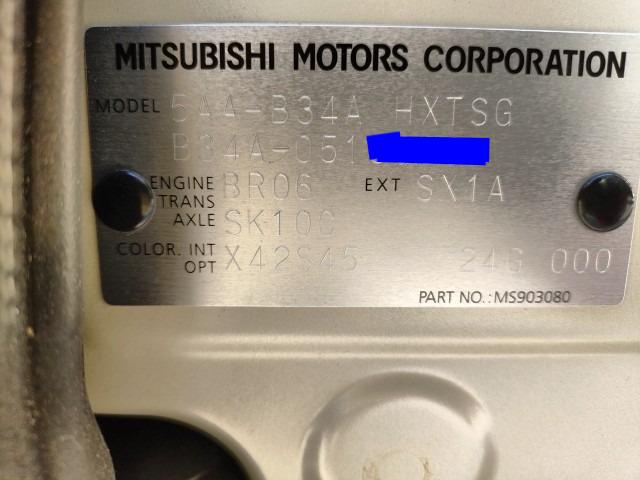 MITSUBISHI MOTORS CORPORATION
MODEL 5AA-B34A HXTSG
B34A-051
ENGINE BR06 EXT SX1A
TRANS
AXLE SK10C
COLOR. INT X42S45 24G 000
OPT
PART NO.: MS903080